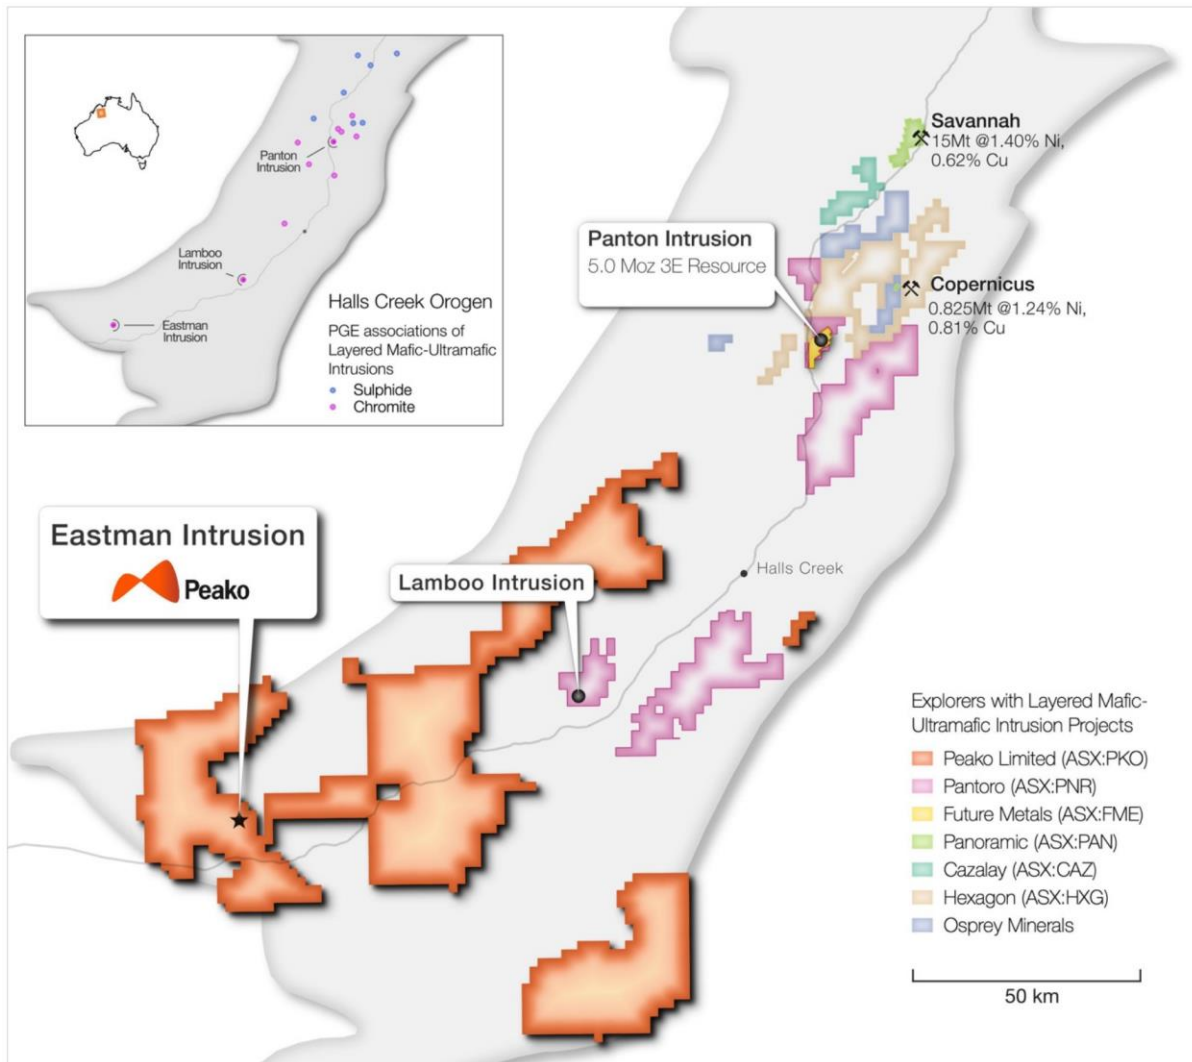 Panton
Intrusion
Lamboo
Intrusion
Eastman
Intrusion
Halls Creek Orogen
PGE associations of
Layered Mafic-Ultramafic
Intrusions
Sulphide
Chromite
Savannah
15Mt @1.40% Ni,
0.62% Cu
Panton Intrusion
5.0 Moz 3E Resource
Copernicus
0.825Mt @1.24% Ni,
0.81% Cu
Eastman Intrusion
Peako
Lamboo Intrusion
Halls Creek
Explorers with Layered Mafic-
Ultramafic Intrusion Projects
Peako Limited (ASX:PKO)
Pantoro (ASX:PNR)
Future Metals (ASX:FME)
Panoramic (ASX:PAN)
Cazalay (ASX:CAZ)
Hexagon (ASX:HXG)
Osprey Minerals
50 km